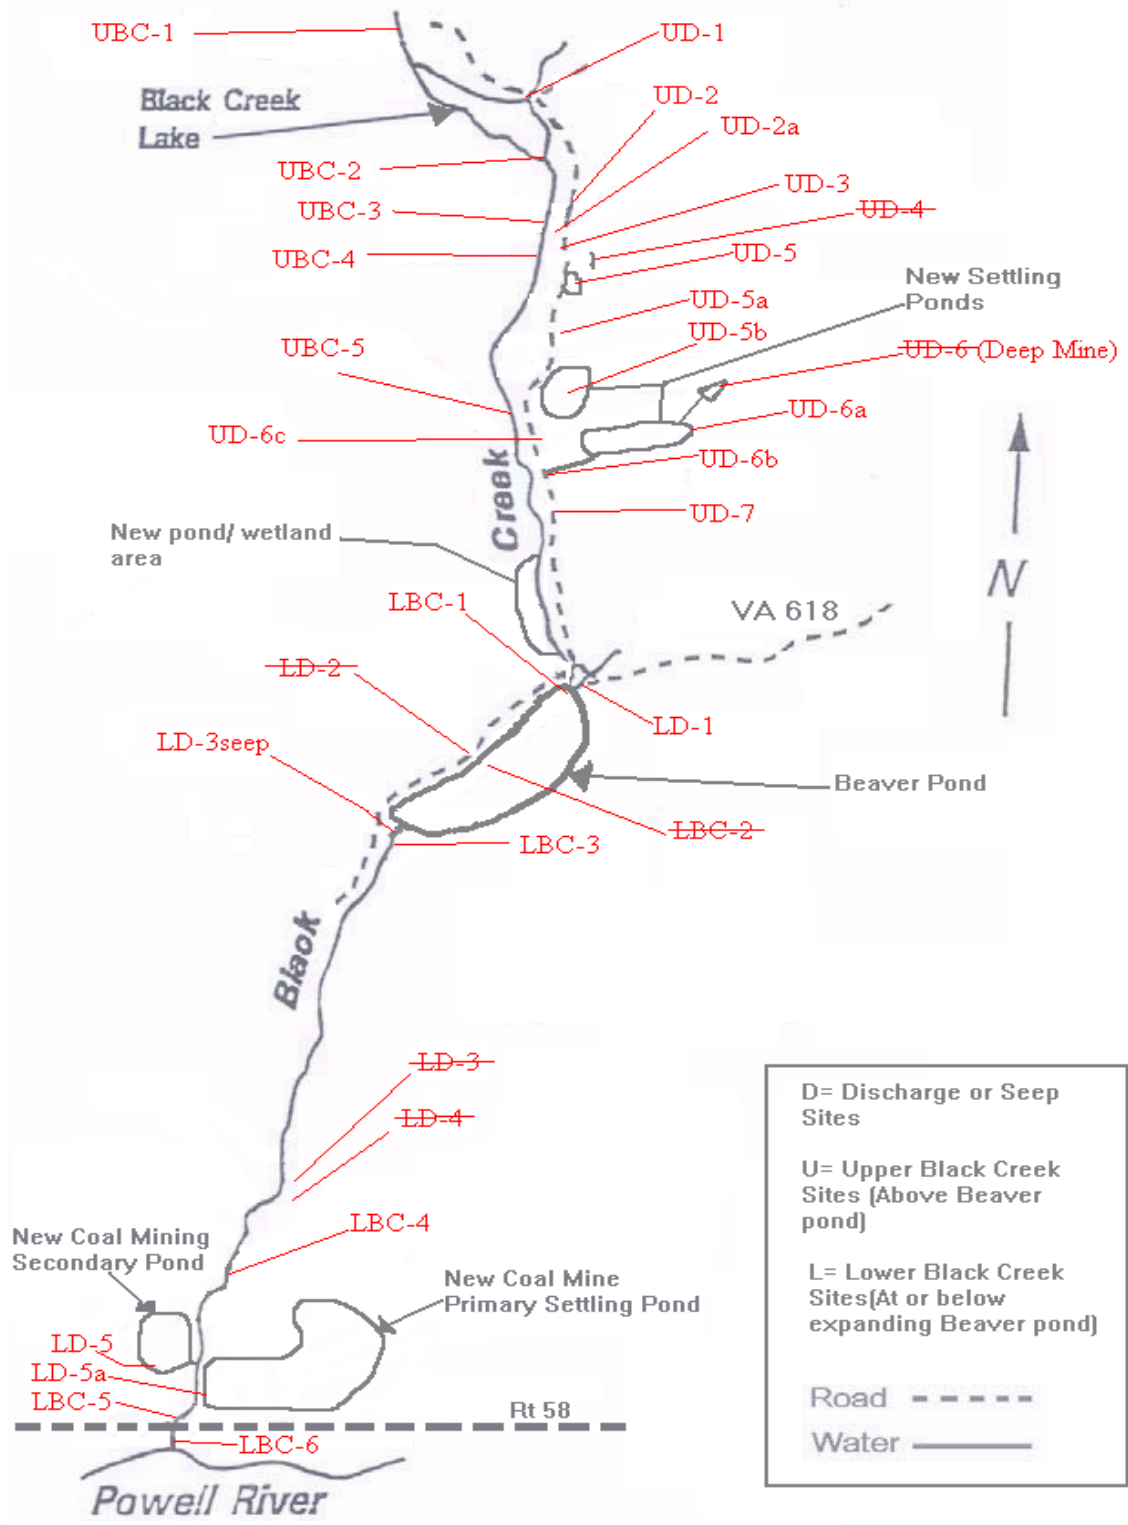 UBC-1
UD-1
Black Creek
Lake
UD-2
UD-2a
UBC-2
UD-3
UBC-3
UD-4
UBC-4
UD-5
New Settling
Ponds
UD-5a
UD-5b
UBC-5
UD-6 (Deep Mine)
UD-6a
UD-6c
UD-6b
Creek
UD-7
New pond/ wetland
area
N
LBC-1
VA 618
LD-2
LD-1
LD-3seep
Beaver Pond
LBC-2
LBC-3
Black
LD-3
LD-4
D= Discharge or Seep
Sites
U= Upper Black Creek
Sites (Above Beaver
pond)
L= Lower Black Creek
Sites(At or below
expanding Beaver pond)
Road
Water
LBC-4
New Coal Mining
Secondary Pond
New Coal Mine
Primary Settling Pond
LD-5
LD-5a
LBC-5
Rt 58
LBC-6
Powell River